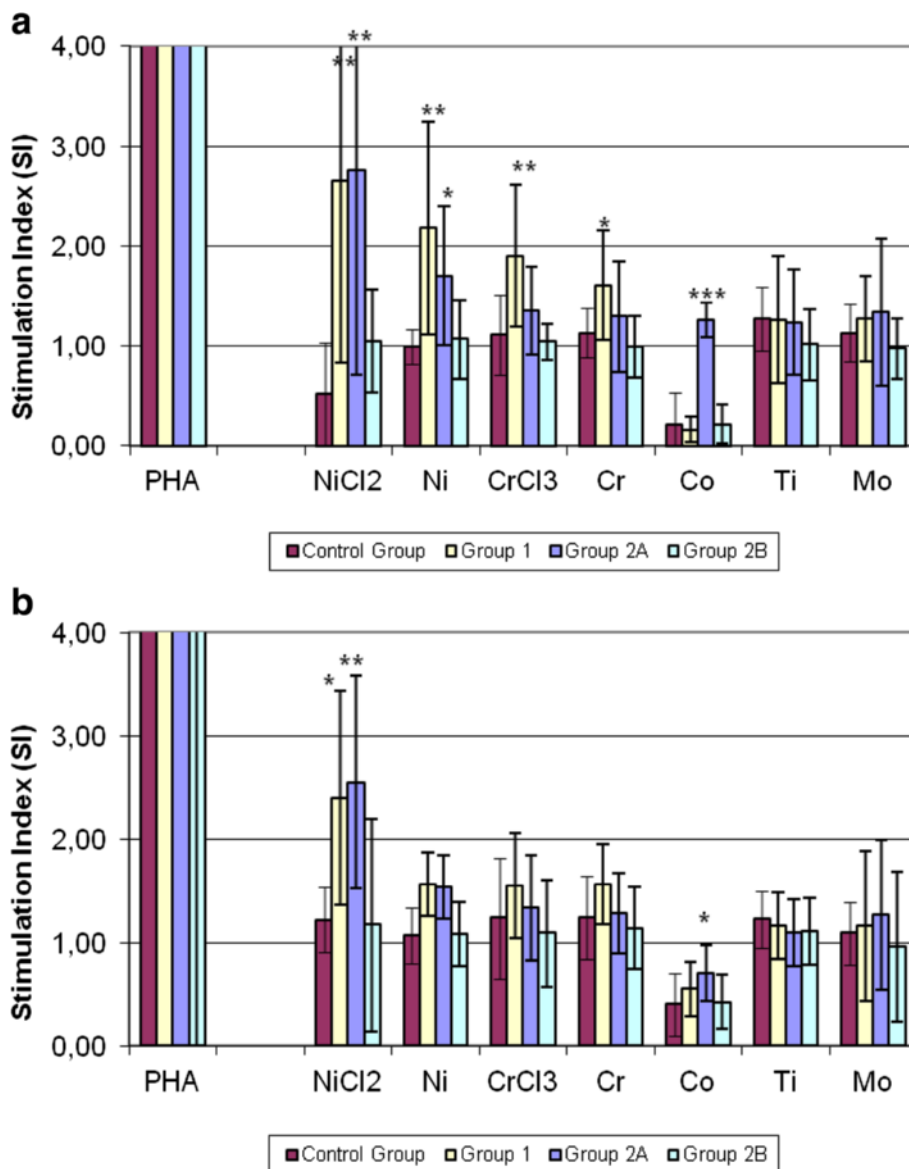 a
Stimulation Index (SI)
4,00
3,00
2,00
1,00
0,00
** **
** *
**
*
***
PHA NiCl2 Ni CrCl3 Cr Co Ti Mo
Control Group Group 1 Group 2A Group 2B
b
Stimulation Index (SI)
4,00
3,00
2,00
1,00
0,00
* **
*
PHA NiCl2 Ni CrCl3 Cr Co Ti Mo
Control Group Group 1 Group 2A Group 2B